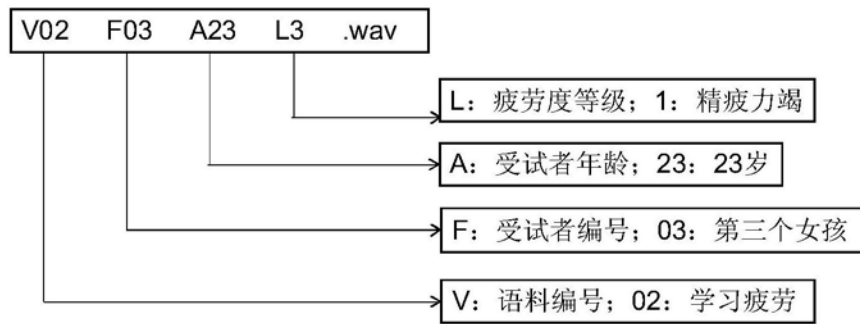 V02 F03 A23 L3 .wav
L：疲劳度等级；1：精疲力竭
A：受试者年龄；23：23岁
F：受试者编号；03：第三个女孩
V：语料编号；02：学习疲劳